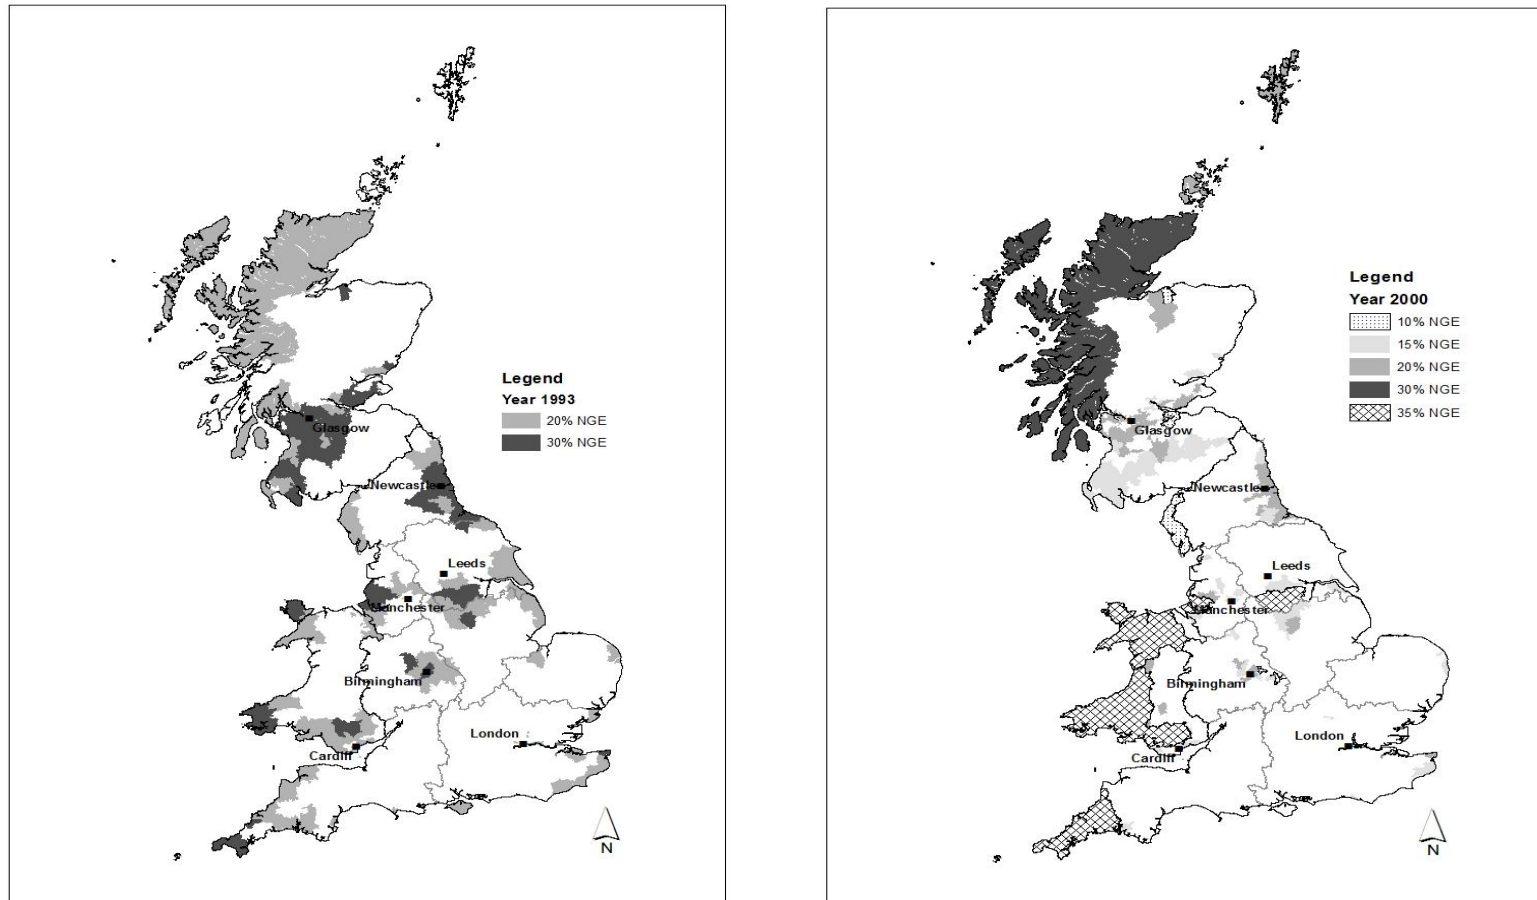 Legend
Year 1993
20% NGE
30% NGE
Glasgow
Newcastle
Leeds
Manchester
Birmingham
London
Cardiff
N
Legend
Year 2000
10% NGE
15% NGE
20% NGE
30% NGE
35% NGE
Glasgow
Newcastle
Leeds
Manchester
Birmingham
London
Cardiff
N